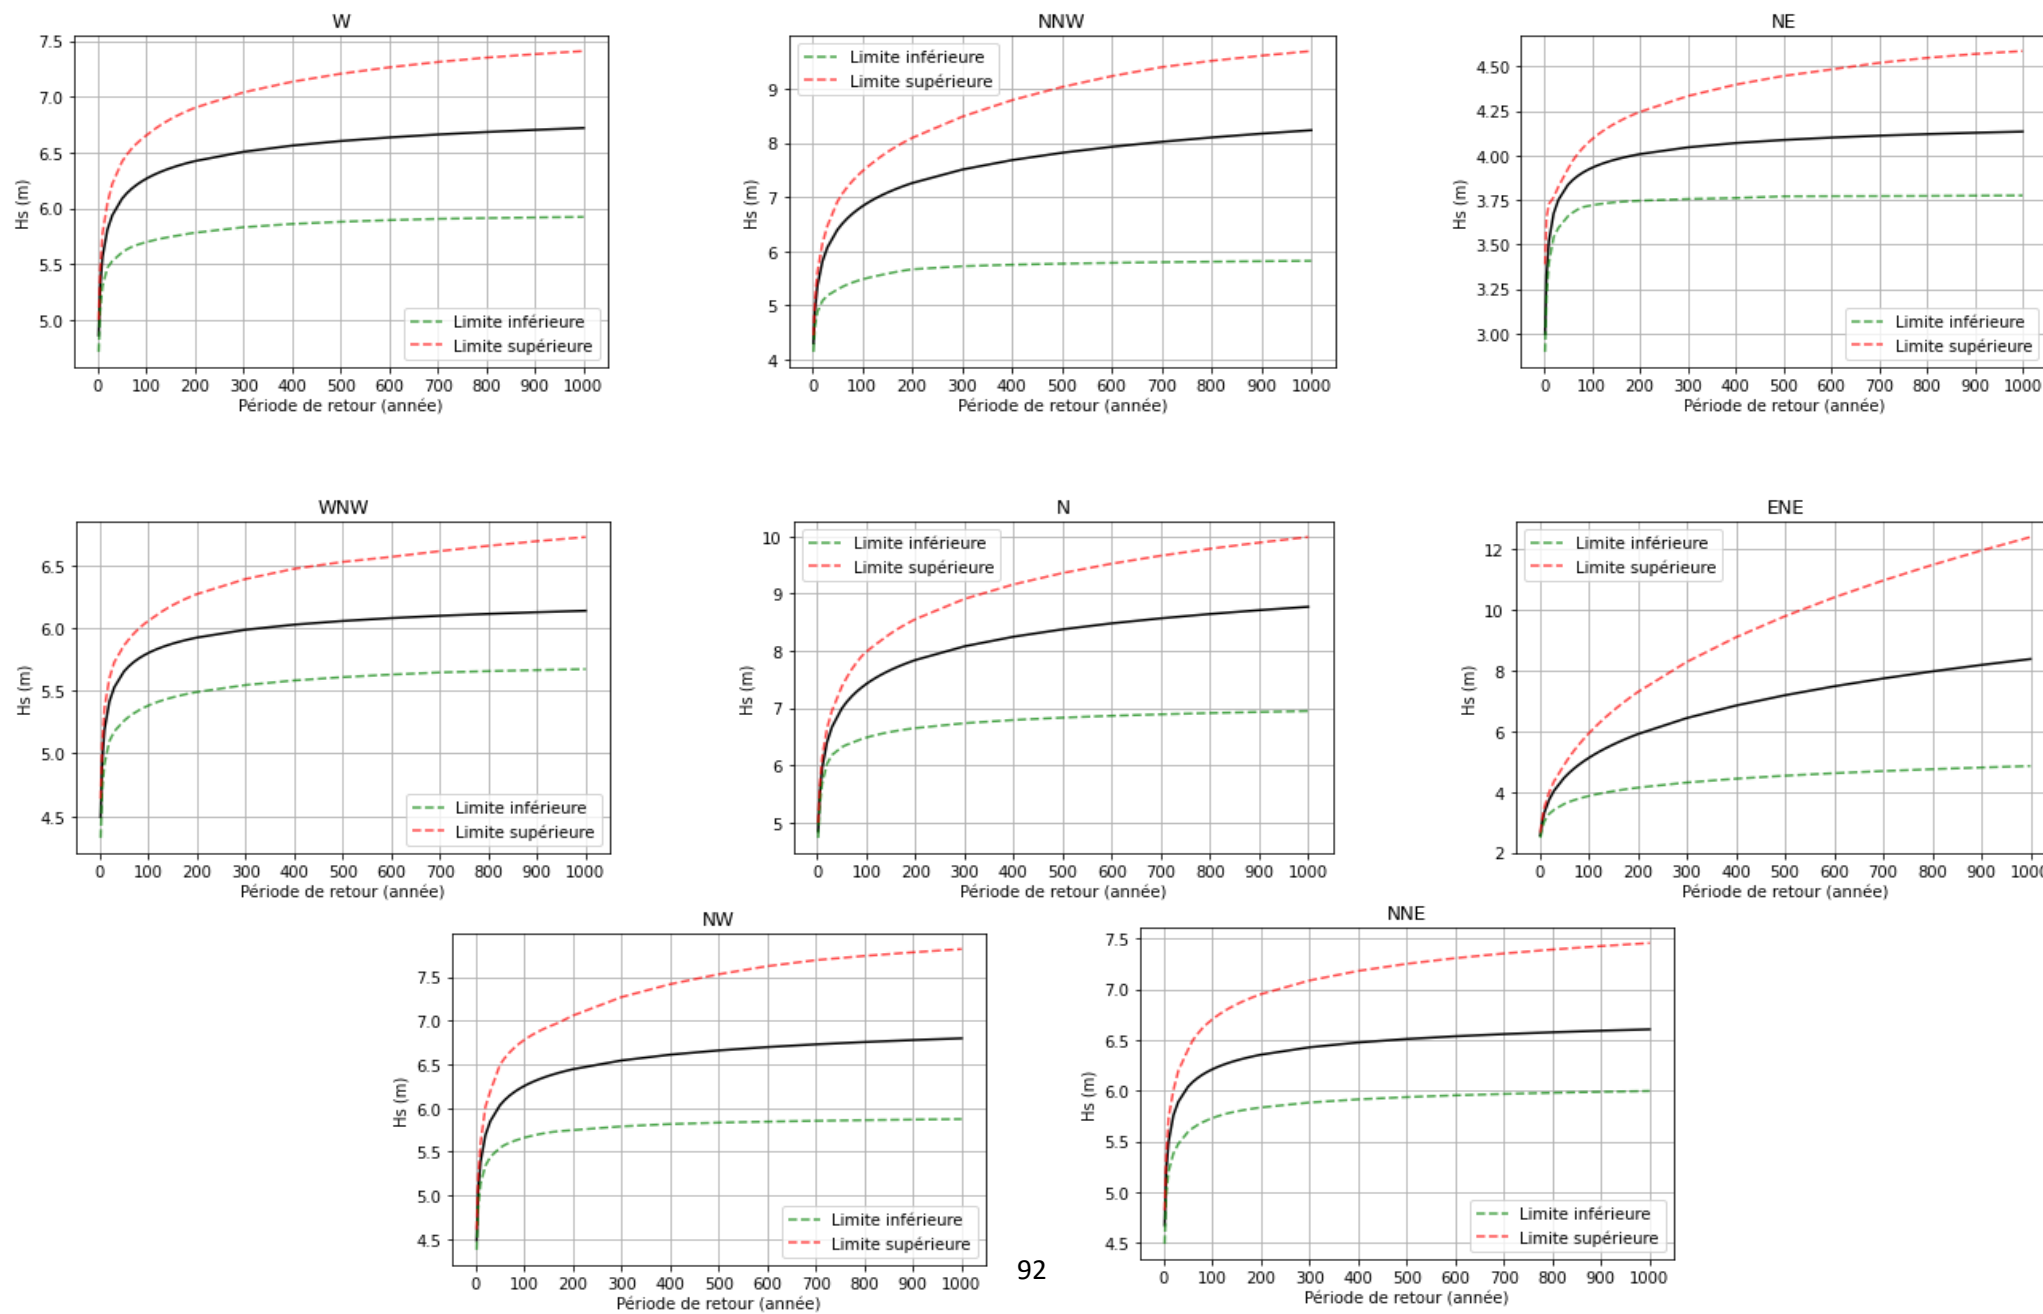 W
7.5
7.0
6.5
6.0
5.5
5.0
Hs (m)
Limite inférieure
Limite supérieure
0 100 200 300 400 500 600 700 800 900 1000
Période de retour (année)
NNW
9
8
7
6
5
4
Hs (m)
Limite inférieure
Limite supérieure
0 100 200 300 400 500 600 700 800 900 1000
Période de retour (année)
NE
4.50
4.25
4.00
3.75
3.50
3.25
3.00
Hs (m)
Limite inférieure
Limite supérieure
0 100 200 300 400 500 600 700 800 900 1000
Période de retour (année)
WNW
6.5
6.0
5.5
5.0
4.5
Hs (m)
Limite inférieure
Limite supérieure
0 100 200 300 400 500 600 700 800 900 1000
Période de retour (année)
N
10
9
8
7
6
5
Hs (m)
Limite inférieure
Limite supérieure
0 100 200 300 400 500 600 700 800 900 1000
Période de retour (année)
ENE
12
10
8
6
4
2
Hs (m)
Limite inférieure
Limite supérieure
0 100 200 300 400 500 600 700 800 900 1000
Période de retour (année)
NW
7.5
7.0
6.5
6.0
5.5
5.0
4.5
Hs (m)
Limite inférieure
Limite supérieure
0 100 200 300 400 500 600 700 800 900 1000
Période de retour (année)
NNE
7.5
7.0
6.5
6.0
5.5
5.0
4.5
Hs (m)
Limite inférieure
Limite supérieure
0 100 200 300 400 500 600 700 800 900 1000
Période de retour (année)
92